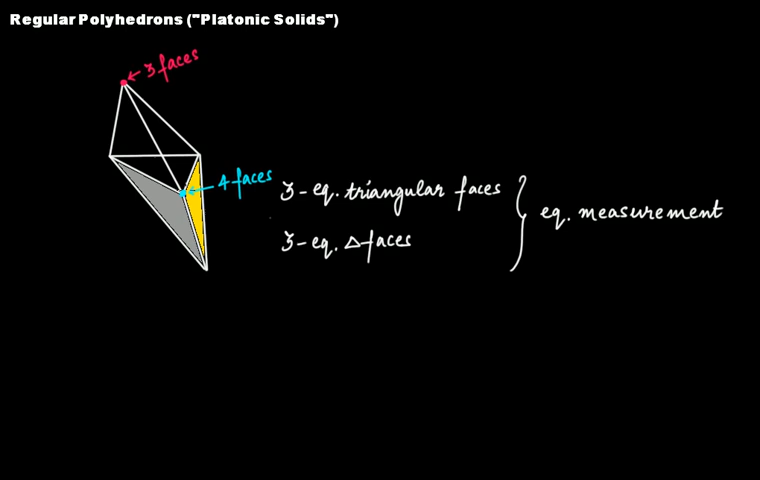 Regular Polyhedrons ("Platonic Solids")
← 3 faces
← 4 faces
3-eq. triangular faces
3-eq. △faces
eq. measurement